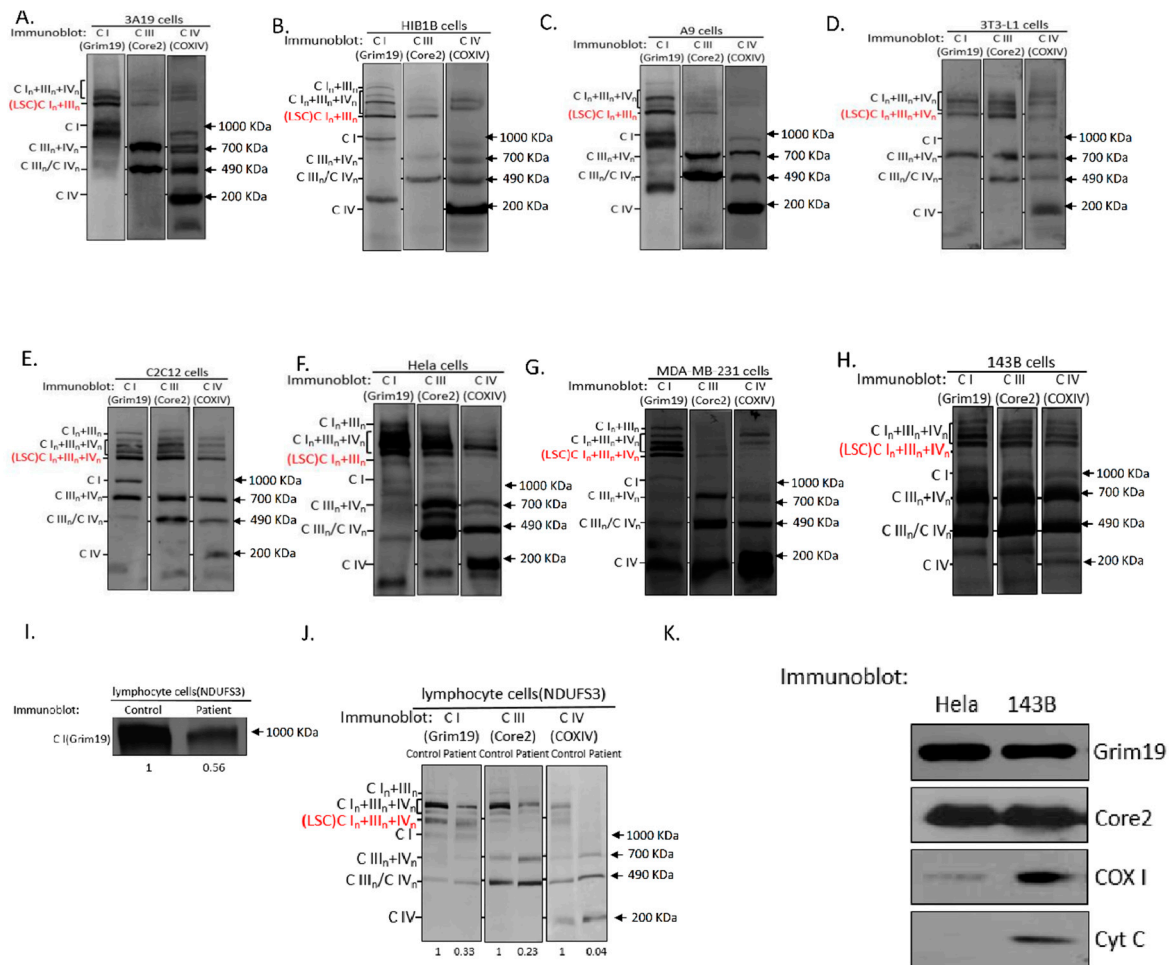 A.
3A19 cells
Immunoblot: C I C III C IV
(Grim19) (Core2) (COXIV)
C Iₙ+IIIₙ+IVₙ
(LSC)C Iₙ+IIIₙ
C I
1000 KDa
C IIIₙ+IVₙ
700 KDa
C IIIₙ/C IVₙ
490 KDa
C IV
200 KDa
B.
HIB1B cells
Immunoblot: C I C III C IV
(Grim19) (Core2) (COXIV)
C Iₙ+IIIₙ
C Iₙ+IIIₙ+IVₙ
(LSC)C Iₙ+IIIₙ
C I
1000 KDa
C IIIₙ+IVₙ
700 KDa
C IIIₙ/C IVₙ
490 KDa
C IV
200 KDa
C.
A9 cells
Immunoblot: C I C III C IV
(Grim19) (Core2) (COXIV)
C Iₙ+IIIₙ+IVₙ
(LSC)C Iₙ+IIIₙ
C I
1000 KDa
C IIIₙ+IVₙ
700 KDa
C IIIₙ/C IVₙ
490 KDa
C IV
200 KDa
D.
3T3-L1 cells
Immunoblot: C I C III C IV
(Grim19) (Core2) (COXIV)
C Iₙ+IIIₙ+IVₙ
(LSC)C Iₙ+IIIₙ+IVₙ
1000 KDa
C IIIₙ+IVₙ
700 KDa
C IIIₙ/C IVₙ
490 KDa
C IV
200 KDa
E.
C2C12 cells
Immunoblot: C I C III C IV
(Grim19) (Core2) (COXIV)
C Iₙ+IIIₙ
C Iₙ+IIIₙ+IVₙ
(LSC)C Iₙ+IIIₙ+IVₙ
C I
1000 KDa
C IIIₙ+IVₙ
700 KDa
C IIIₙ/C IVₙ
490 KDa
C IV
200 KDa
F.
Hela cells
Immunoblot: C I C III C IV
(Grim19) (Core2) (COXIV)
C Iₙ+IIIₙ
C Iₙ+IIIₙ+IVₙ
(LSC)C Iₙ+IIIₙ
C I
1000 KDa
C IIIₙ+IVₙ
700 KDa
C IIIₙ/C IVₙ
490 KDa
C IV
200 KDa
G.
MDA-MB-231 cells
Immunoblot: C I C III C IV
(Grim19) (Core2) (COXIV)
C Iₙ+IIIₙ
C Iₙ+IIIₙ+IVₙ
(LSC)C Iₙ+IIIₙ+IVₙ
C I
1000 KDa
C IIIₙ+IVₙ
700 KDa
C IIIₙ/C IVₙ
490 KDa
C IV
200 KDa
H.
143B cells
Immunoblot: C I C III C IV
(Grim19) (Core2) (COXIV)
C Iₙ+IIIₙ+IVₙ
(LSC)C Iₙ+IIIₙ+IVₙ
C I
1000 KDa
C IIIₙ+IVₙ
700 KDa
C IIIₙ/C IVₙ
490 KDa
C IV
200 KDa
I.
lymphocyte cells(NDUFS3)
Immunoblot: Control Patient
C I(Grim19)
1000 KDa
1 0.56
J.
lymphocyte cells(NDUFS3)
Immunoblot: C I C III C IV
(Grim19) (Core2) (COXIV)
Control Patient Control Patient Control Patient
C Iₙ+IIIₙ
C Iₙ+IIIₙ+IVₙ
(LSC)C Iₙ+IIIₙ+IVₙ
C I
1000 KDa
C IIIₙ+IVₙ
700 KDa
C IIIₙ/C IVₙ
490 KDa
C IV
200 KDa
1 0.33 1 0.23 1 0.04
K.
Immunoblot:
Hela 143B
Grim19
Core2
COX I
Cyt C